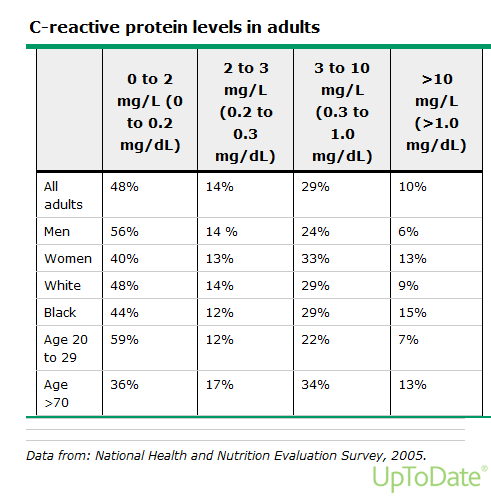 C-reactive protein levels in adults
0 to 2 mg/L (0 to 0.2 mg/dL) 2 to 3 mg/L (0.2 to 0.3 mg/dL) 3 to 10 mg/L (0.3 to 1.0 mg/dL) >10 mg/L (>1.0 mg/dL)
All adults 48% 14% 29% 10%
Men 56% 14 % 24% 6%
Women 40% 13% 33% 13%
White 48% 14% 29% 9%
Black 44% 12% 29% 15%
Age 20 to 29 59% 12% 22% 7%
Age >70 36% 17% 34% 13%
Data from: National Health and Nutrition Evaluation Survey, 2005.
UpToDate®